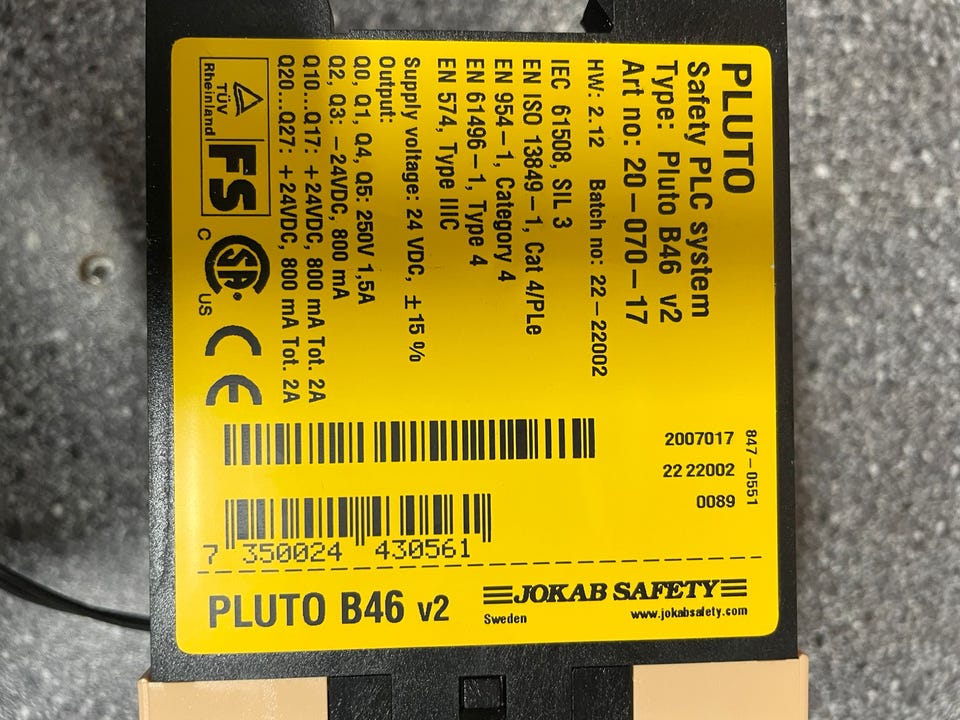 PLUTO
Safety PLC system
Type: Pluto B46 v2
Art no: 20-070-17
HW: 2.12 Batch no: 22-22002
IEC 61508, SIL 3
EN ISO 13849-1, Cat 4/PLe
EN 954-1, Category 4
EN 61496-1, Type 4
EN 574, Type IIIC
Supply voltage: 24 VDC, ±15%
Output:
Q0, Q1, Q4, Q5: 250V 1,5A
Q2, Q3: -24VDC, 800 mA
Q10...Q17: +24VDC, 800 mA Tot. 2A
Q20...Q27: +24VDC, 800 mA Tot. 2A
TÜV
Rheinland
FS
C SA US
CE
847-0551
2007017
22 22002
0089
7 350024 430561
PLUTO B46 v2
JOKAB SAFETY
Sweden www.jokabsafety.com